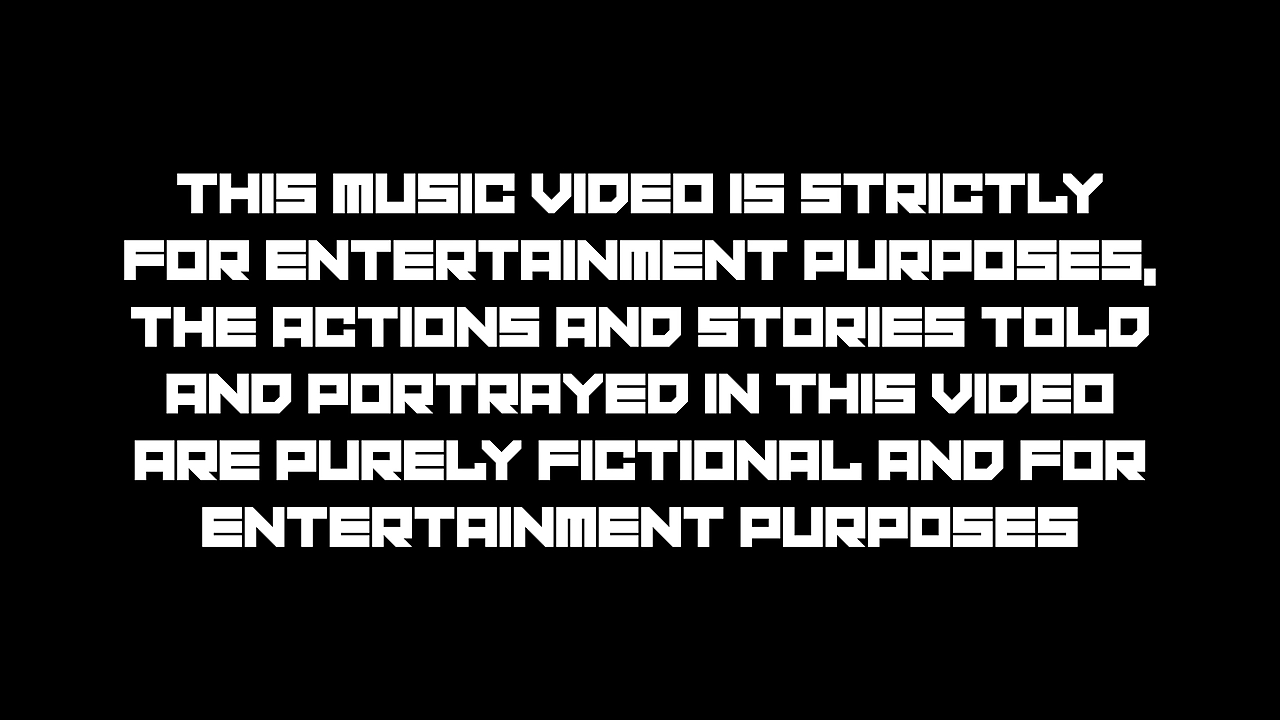 THIS MUSIC VIDEO IS STRICTLY
FOR ENTERTAINMENT PURPOSES,
THE ACTIONS AND STORIES TOLD
AND PORTRAYED IN THIS VIDEO
ARE PURELY FICTIONAL AND FOR
ENTERTAINMENT PURPOSES